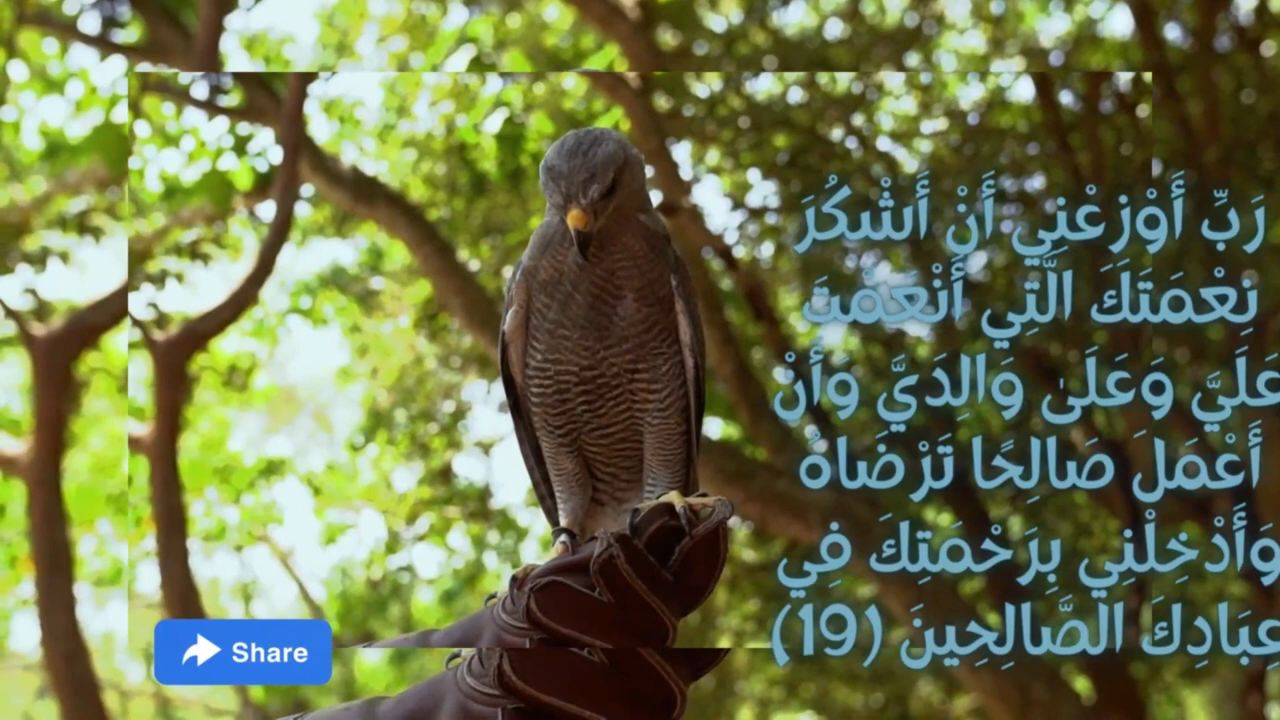 رَبِّ أَوْزِعْنِي أَنْ أَشْكُرَ
نِعْمَتَكَ الَّتِي أَنْعَمْتَ
عَلَيَّ وَعَلَىٰ وَالِدَيَّ وَأَنْ
أَعْمَلَ صَالِحًا تَرْضَاهُ
وَأَدْخِلْنِي بِرَحْمَتِكَ فِي
عِبَادِكَ الصَّالِحِينَ (19)
Share